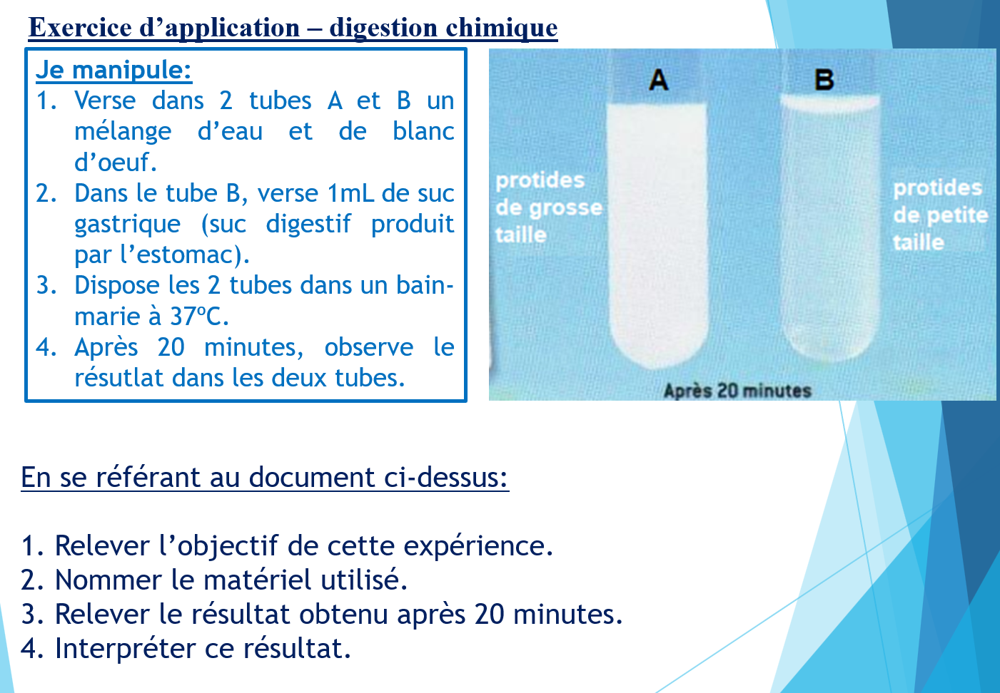 Exercice d’application – digestion chimique
Je manipule:
1. Verse dans 2 tubes A et B un
mélange d’eau et de blanc
d’oeuf.
2. Dans le tube B, verse 1mL de suc
gastrique (suc digestif produit
par l’estomac).
3. Dispose les 2 tubes dans un bain-
marie à 37ºC.
4. Après 20 minutes, observe le
résutlat dans les deux tubes.
A
B
protides
de grosse
taille
protides
de petite
taille
Après 20 minutes
En se référant au document ci-dessus:
1. Relever l’objectif de cette expérience.
2. Nommer le matériel utilisé.
3. Relever le résultat obtenu après 20 minutes.
4. Interpréter ce résultat.